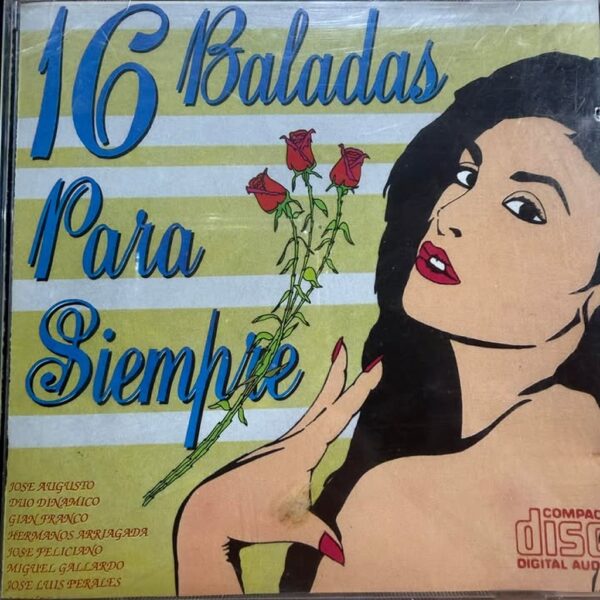 16 Baladas
Para
Siempre
JOSE AUGUSTO
DUO DINAMICO
GIAN FRANCO
HERMANOS ARRIAGADA
JOSE FELICIANO
MIGUEL GALLARDO
JOSE LUIS PERALES
COMPAC
disc
DIGITAL AUD